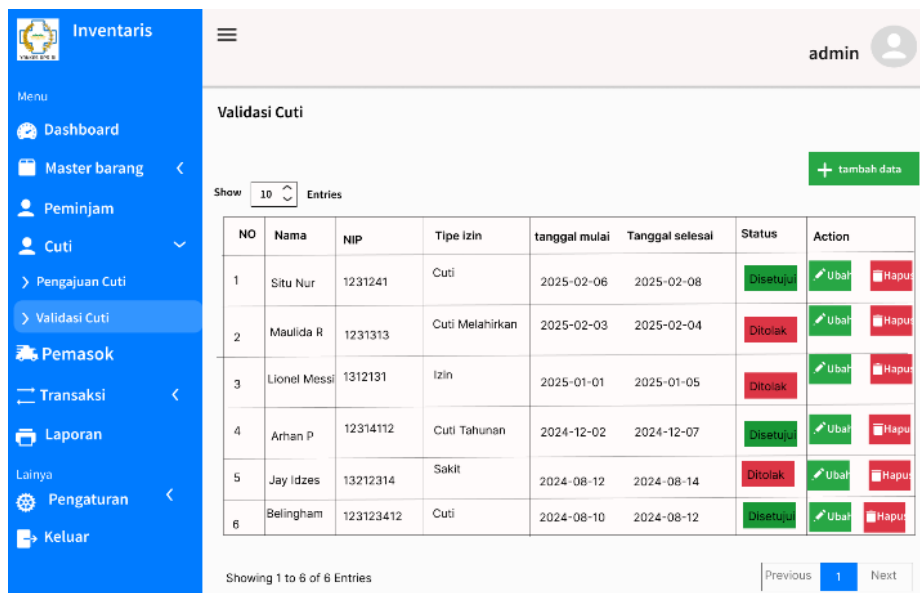 Inventaris
admin
Menu
Dashboard
Master barang
Peminjam
Cuti
Pengajuan Cuti
Validasi Cuti
Pemasok
Transaksi
Laporan
Lainya
Pengaturan
Keluar
Validasi Cuti
+ tambah data
Show 10 Entries
NO Nama NIP Tipe izin tanggal mulai Tanggal selesai Status Action
1 Situ Nur 1231241 Cuti 2025-02-06 2025-02-08 Disetujui Ubah Hapus
2 Maulida R 1231313 Cuti Melahirkan 2025-02-03 2025-02-04 Ditolak Ubah Hapus
3 Lionel Messi 1312131 Izin 2025-01-01 2025-01-05 Ditolak Ubah Hapus
4 Arhan P 12314112 Cuti Tahunan 2024-12-02 2024-12-07 Disetujui Ubah Hapu
5 Jay Idzes 13212314 Sakit 2024-08-12 2024-08-14 Ditolak Ubah Hapus
6 Belingham 123123412 Cuti 2024-08-10 2024-08-12 Disetujui Ubah Hapus
Showing 1 to 6 of 6 Entries
Previous 1 Next